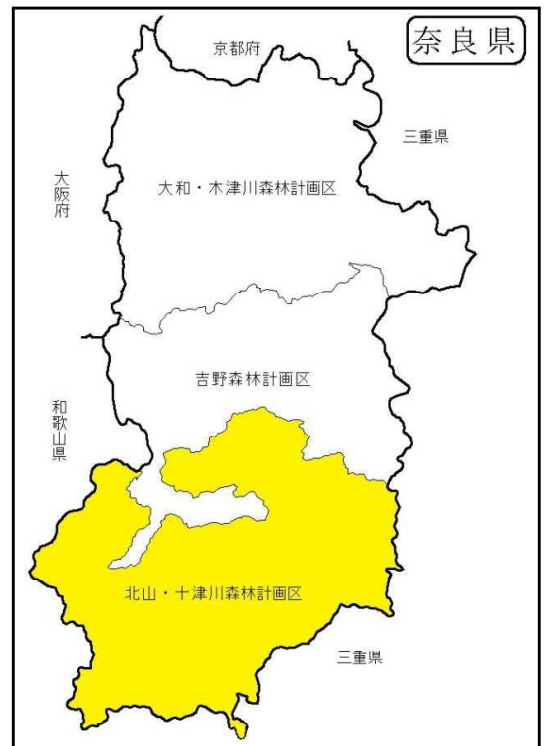 奈良県
京都府
三重県
大阪府
大和・木津川森林計画区
吉野森林計画区
和歌山県
北山・十津川森林計画区
三重県